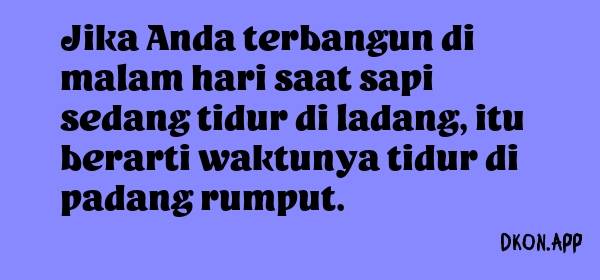 Jika Anda terbangun di
malam hari saat sapi
sedang tidur di ladang, itu
berarti waktunya tidur di
padang rumput.
DKON.APP